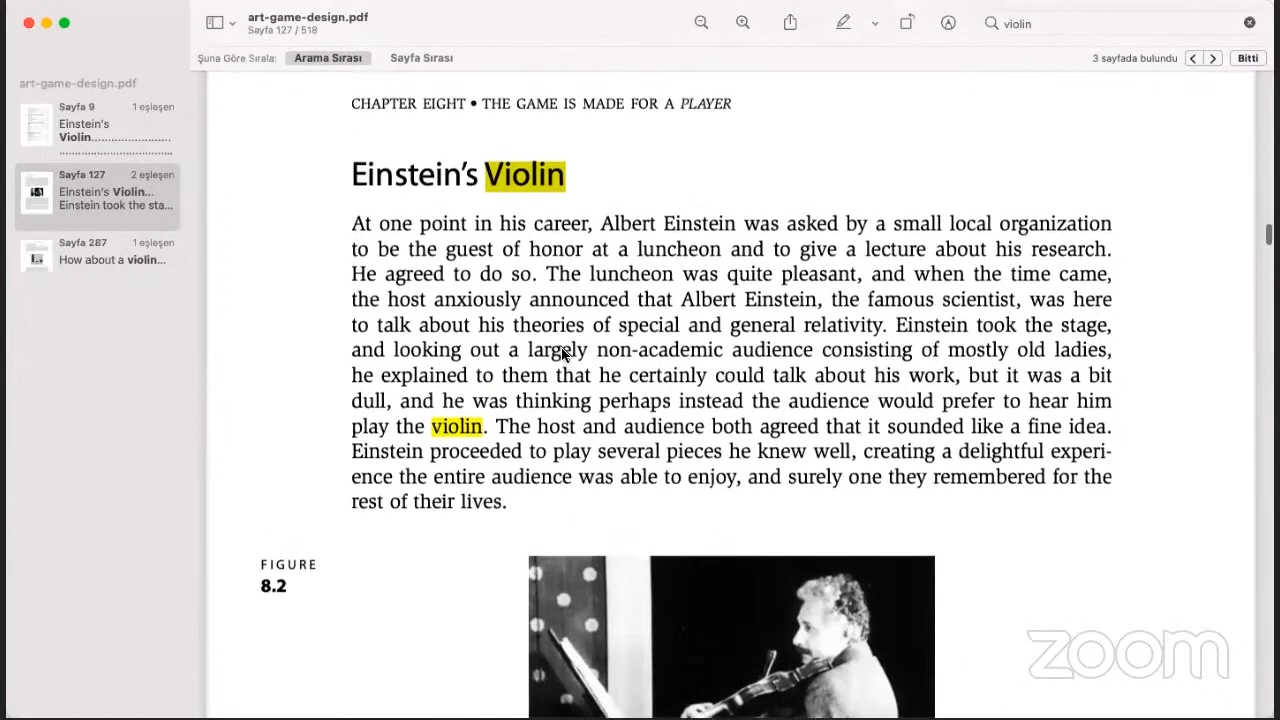 art-game-design.pdf
Sayfa 127 / 518
violin
Şuna Göre Sırala: Arama Sırası Sayfa Sırası
3 sayfada bulundu
Bitti
art-game-design.pdf
Sayfa 9 1 eşleşen
Einstein's
Violin......................
..................................
Sayfa 127 2 eşleşen
Einstein's Violin...
Einstein took the sta...
Sayfa 287 1 eşleşen
How about a violin...
CHAPTER EIGHT • THE GAME IS MADE FOR A PLAYER
Einstein's Violin
At one point in his career, Albert Einstein was asked by a small local organization
to be the guest of honor at a luncheon and to give a lecture about his research.
He agreed to do so. The luncheon was quite pleasant, and when the time came,
the host anxiously announced that Albert Einstein, the famous scientist, was here
to talk about his theories of special and general relativity. Einstein took the stage,
and looking out a largely non-academic audience consisting of mostly old ladies,
he explained to them that he certainly could talk about his work, but it was a bit
dull, and he was thinking perhaps instead the audience would prefer to hear him
play the violin. The host and audience both agreed that it sounded like a fine idea.
Einstein proceeded to play several pieces he knew well, creating a delightful experi-
ence the entire audience was able to enjoy, and surely one they remembered for the
rest of their lives.
FIGURE
8.2
zoom